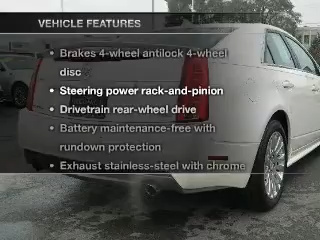 VEHICLE FEATURES
• Brakes 4-wheel antilock 4-wheel
disc
• Steering power rack-and-pinion
• Drivetrain rear-wheel drive
• Battery maintenance-free with
rundown protection
• Exhaust stainless-steel with chrome